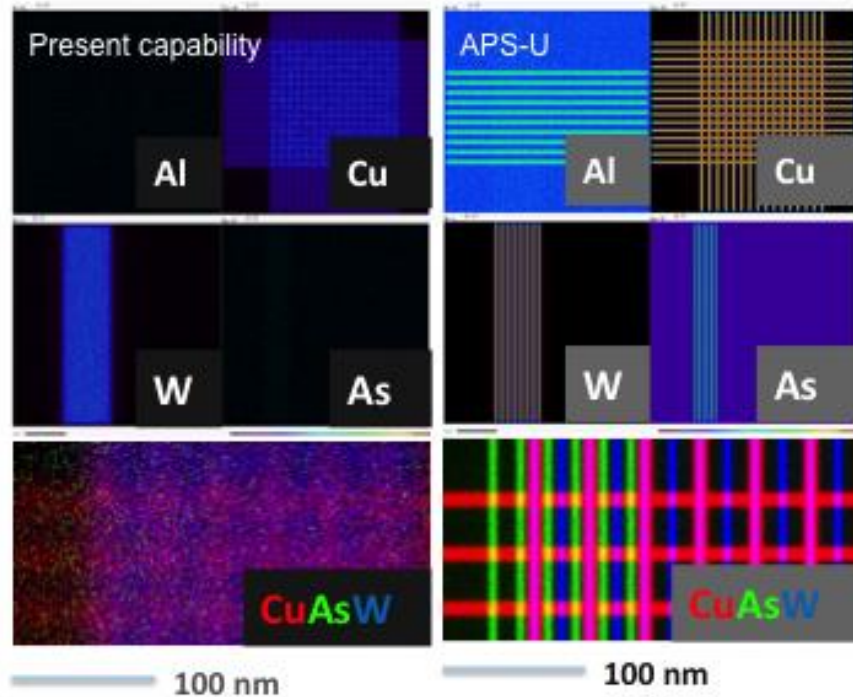 Present capability
APS-U
Al
Cu
Al
Cu
W
As
W
As
CuAsW
CuAsW
100 nm
100 nm